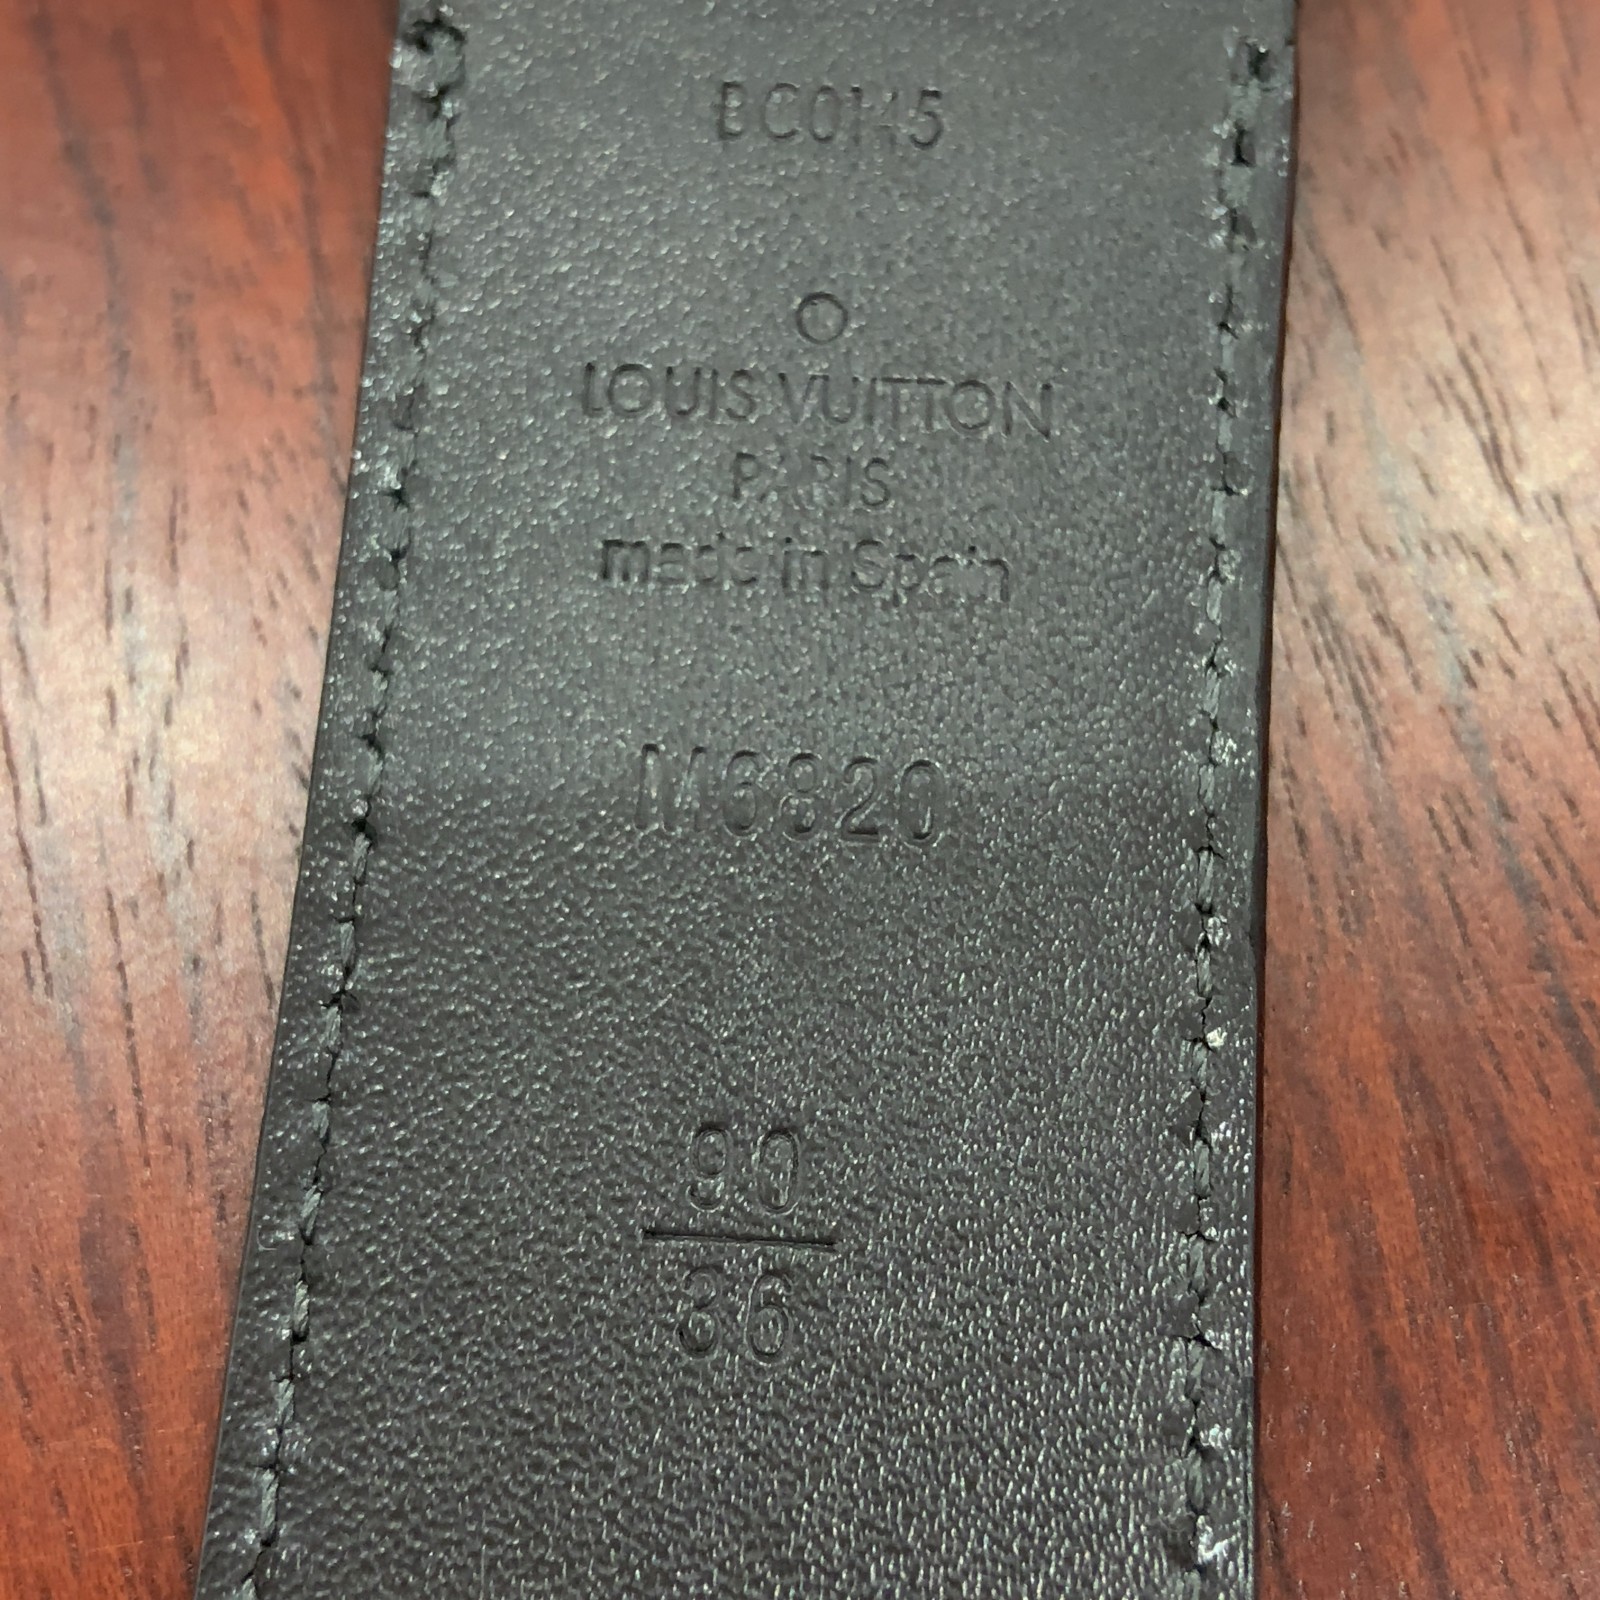 BC0145
O
LOUIS VUITTON
PARIS
made in Spain
M6820
90
36